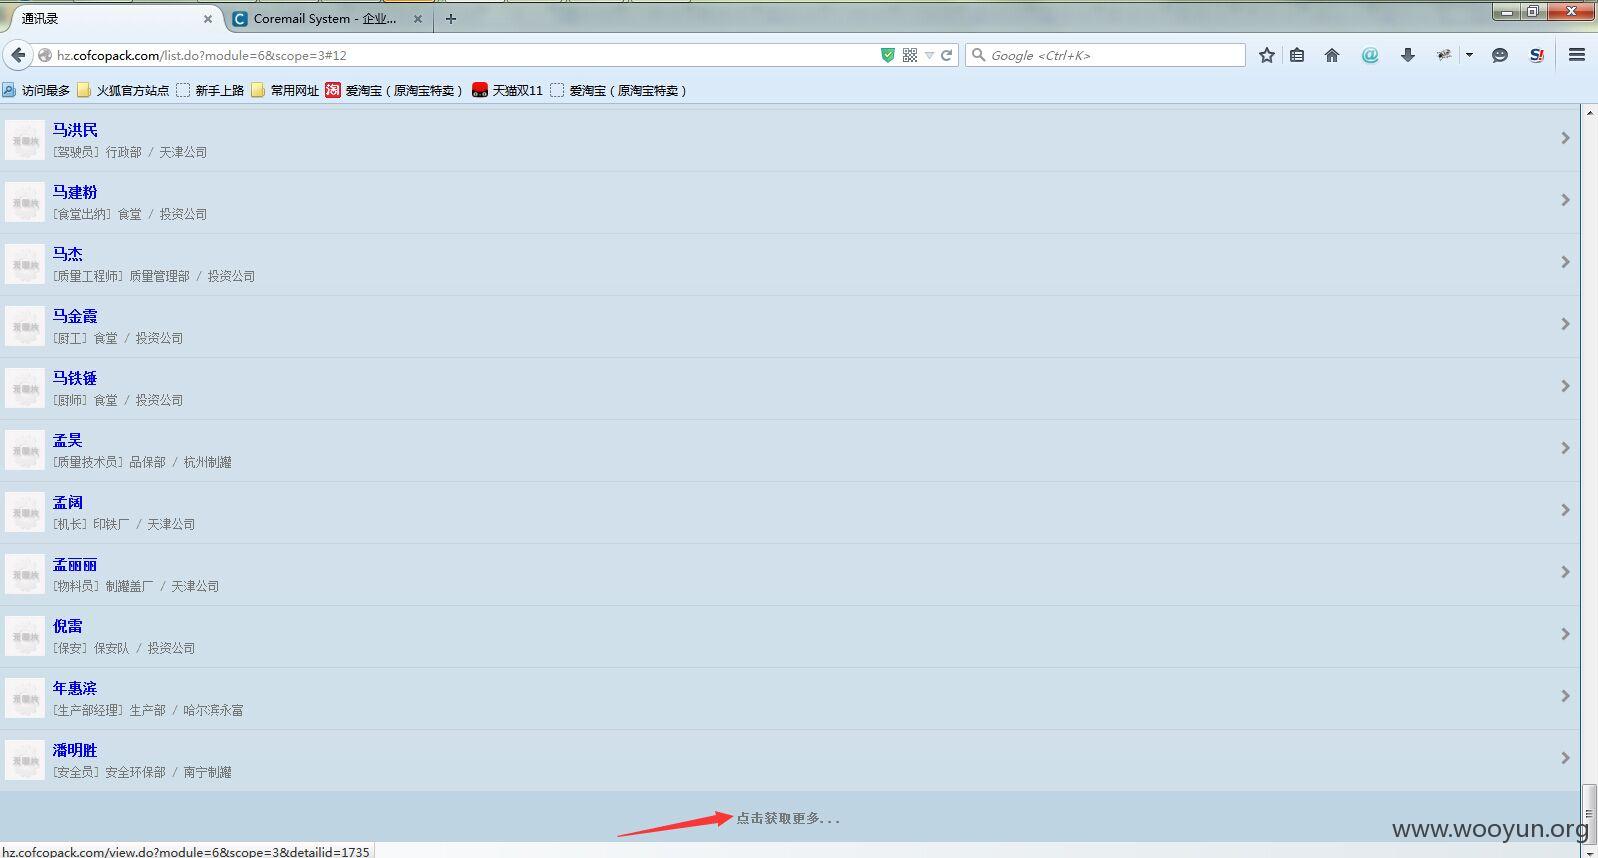 通讯录
Coremail System - 企业...
hz.cofcopack.com/list.do?module=6&scope=3#12
Google <Ctrl+K>
访问最多 火狐官方站点 新手上路 常用网址 爱淘宝（原淘宝特卖） 天猫双11 爱淘宝（原淘宝特卖）
马洪民
[驾驶员] 行政部 / 天津公司
马建粉
[食堂出纳] 食堂 / 投资公司
马杰
[质量工程师] 质量管理部 / 投资公司
马金霞
[厨工] 食堂 / 投资公司
马铁锤
[厨师] 食堂 / 投资公司
孟昊
[质量技术员] 品保部 / 杭州制罐
孟阔
[机长] 印铁厂 / 天津公司
孟丽丽
[物料员] 制罐盖厂 / 天津公司
倪雷
[保安] 保安队 / 投资公司
年惠滨
[生产部经理] 生产部 / 哈尔滨永富
潘明胜
[安全员] 安全环保部 / 南宁制罐
点击获取更多...
www.wooyun.org
hz.cofcopack.com/view.do?module=6&scope=3&detailid=1735